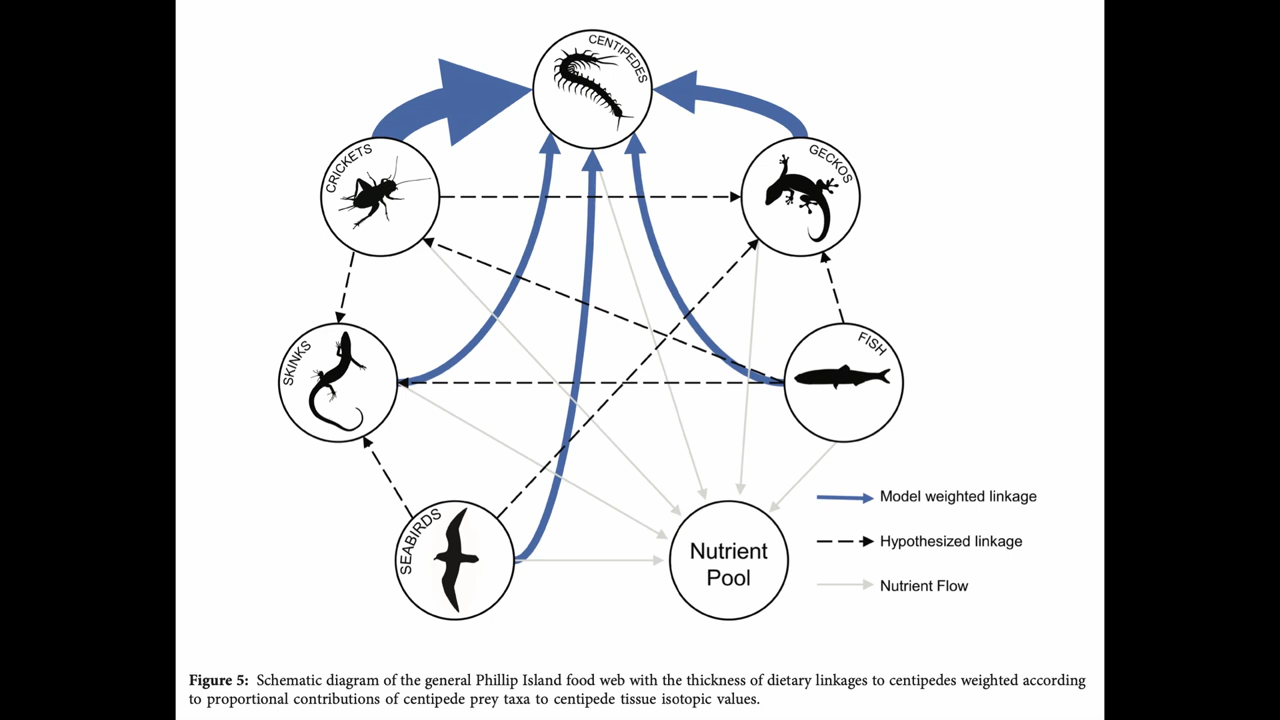 CENTIPEDES
CRICKETS
GECKOS
SKINKS
FISH
SEABIRDS
Nutrient
Pool
Model weighted linkage
Hypothesized linkage
Nutrient Flow
Figure 5: Schematic diagram of the general Phillip Island food web with the thickness of dietary linkages to centipedes weighted according
to proportional contributions of centipede prey taxa to centipede tissue isotopic values.